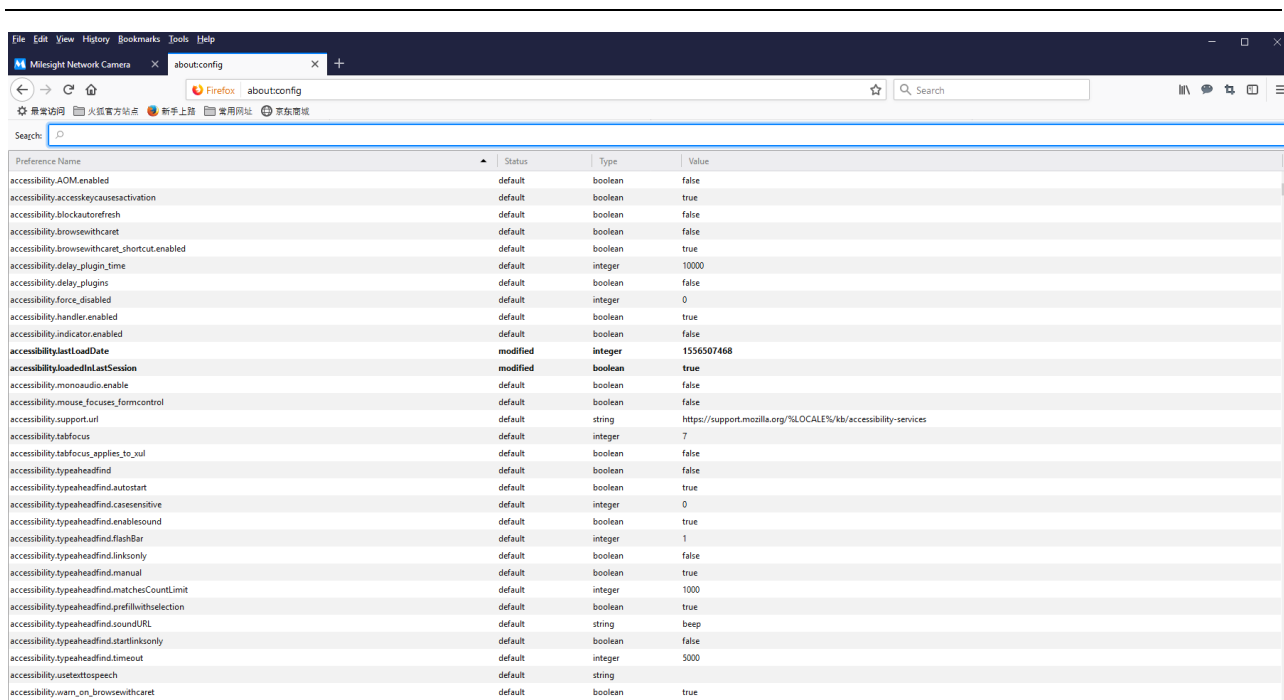 File Edit View History Bookmarks Tools Help
Milesight Network Camera about:config
Firefox about:config Search
最常访问 火狐官方站点 新手上路 常用网址 京东商城
Search:
Preference Name Status Type Value
accessibility.AOM.enabled default boolean false
accessibility.accesskeycausesactivation default boolean true
accessibility.blockautorefresh default boolean false
accessibility.browsewithcaret default boolean false
accessibility.browsewithcaret_shortcut.enabled default boolean true
accessibility.delay_plugin_time default integer 10000
accessibility.delay_plugins default boolean false
accessibility.force_disabled default integer 0
accessibility.handler.enabled default boolean true
accessibility.indicator.enabled default boolean false
accessibility.lastLoadDate modified integer 1556507468
accessibility.loadedInLastSession modified boolean true
accessibility.monoaudio.enable default boolean false
accessibility.mouse_focuses_formcontrol default boolean false
accessibility.support.url default string https://support.mozilla.org/%LOCALE%/kb/accessibility-services
accessibility.tabfocus default integer 7
accessibility.tabfocus_applies_to_xul default boolean false
accessibility.typeaheadfind default boolean false
accessibility.typeaheadfind.autostart default boolean true
accessibility.typeaheadfind.casesensitive default integer 0
accessibility.typeaheadfind.enablesound default boolean true
accessibility.typeaheadfind.flashBar default integer 1
accessibility.typeaheadfind.linksonly default boolean false
accessibility.typeaheadfind.manual default boolean true
accessibility.typeaheadfind.matchesCountLimit default integer 1000
accessibility.typeaheadfind.prefillwithselection default boolean true
accessibility.typeaheadfind.soundURL default string beep
accessibility.typeaheadfind.startlinksonly default boolean false
accessibility.typeaheadfind.timeout default integer 5000
accessibility.usetexttospeech default string
accessibility.warn_on_browsewithcaret default boolean true